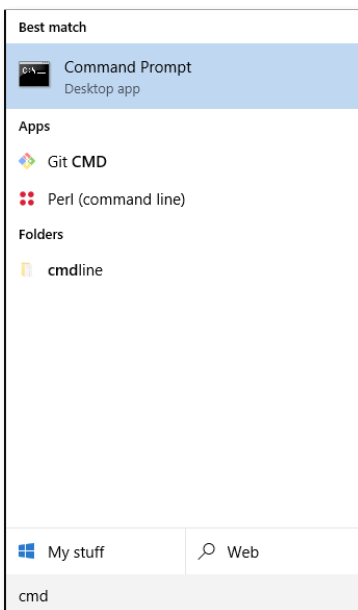 Best match
C:\_
Command Prompt
Desktop app
Apps
Git CMD
Perl (command line)
Folders
cmdline
My stuff
Web
cmd